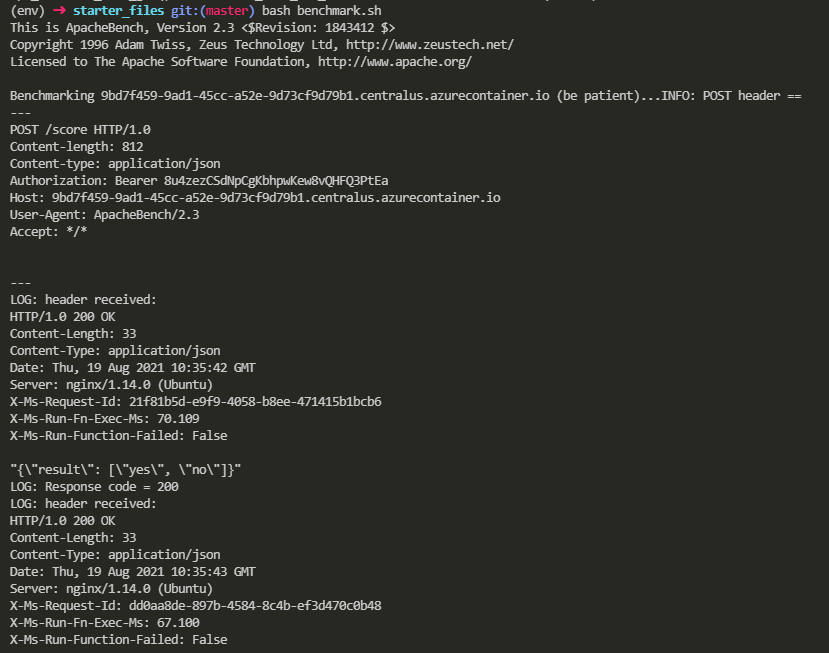 (env) → starter_files git:(master) bash benchmark.sh
This is ApacheBench, Version 2.3 <$Revision: 1843412 $>
Copyright 1996 Adam Twiss, Zeus Technology Ltd, http://www.zeustech.net/
Licensed to The Apache Software Foundation, http://www.apache.org/

Benchmarking 9bd7f459-9ad1-45cc-a52e-9d73cf9d79b1.centralus.azurecontainer.io (be patient)...INFO: POST header ==
---
POST /score HTTP/1.0
Content-length: 812
Content-type: application/json
Authorization: Bearer 8u4zezCSdNpCgKbhpwKew8vQHFQ3PtEa
Host: 9bd7f459-9ad1-45cc-a52e-9d73cf9d79b1.centralus.azurecontainer.io
User-Agent: ApacheBench/2.3
Accept: */*


---
LOG: header received:
HTTP/1.0 200 OK
Content-Length: 33
Content-Type: application/json
Date: Thu, 19 Aug 2021 10:35:42 GMT
Server: nginx/1.14.0 (Ubuntu)
X-Ms-Request-Id: 21f81b5d-e9f9-4058-b8ee-471415b1bcb6
X-Ms-Run-Fn-Exec-Ms: 70.109
X-Ms-Run-Function-Failed: False

"{\"result\": [\"yes\", \"no\"]}"
LOG: Response code = 200
LOG: header received:
HTTP/1.0 200 OK
Content-Length: 33
Content-Type: application/json
Date: Thu, 19 Aug 2021 10:35:43 GMT
Server: nginx/1.14.0 (Ubuntu)
X-Ms-Request-Id: dd0aa8de-897b-4584-8c4b-ef3d470c0b48
X-Ms-Run-Fn-Exec-Ms: 67.100
X-Ms-Run-Function-Failed: False